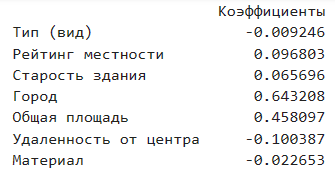 Коэффициенты
Тип (вид) -0.009246
Рейтинг местности 0.096803
Старость здания 0.065696
Город 0.643208
Общая площадь 0.458097
Удаленность от центра -0.100387
Материал -0.022653